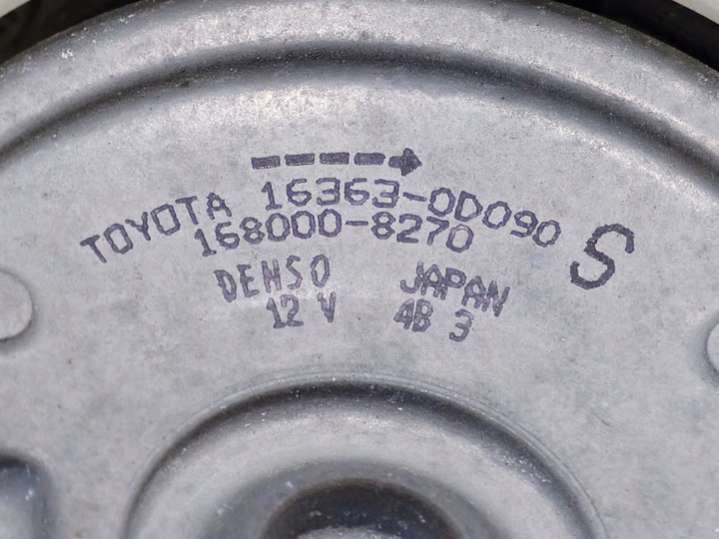 TOYOTA 16363-0D090
168000-8270 S
DENSO JAPAN
12 V 4B 3